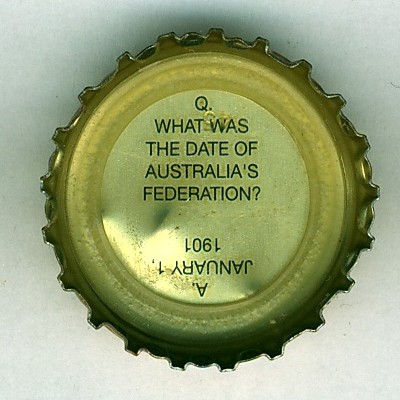 Q.
WHAT WAS
THE DATE OF
AUSTRALIA'S
FEDERATION?
A.
JANUARY 1,
1901